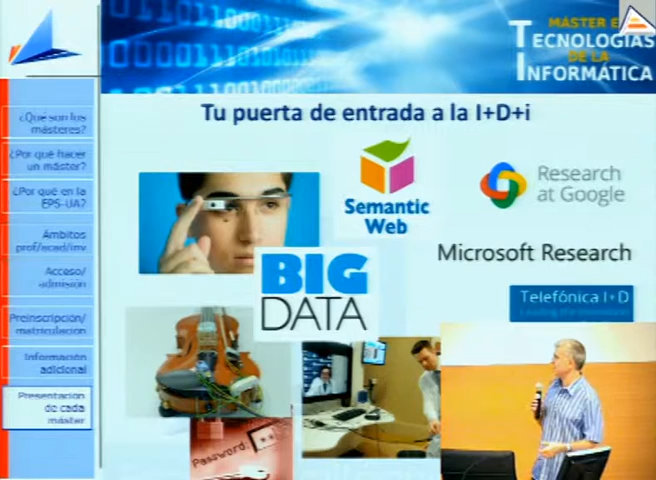 MÁSTER E
TECNOLOGÍAS
DE LA
INFORMÁTICA
Tu puerta de entrada a la I+D+i
¿Qué son los
másteres?
¿Por qué hacer
un máster?
¿Por qué en la
EPS-UA?
Ámbitos
prof/acad/inv
Acceso/
admisión
Preinscripción/
matriculación
Información
adicional
Presentación
de cada
máster
Semantic
Web
Research
at Google
Microsoft Research
BIG
DATA
Telefónica I+D
Password: